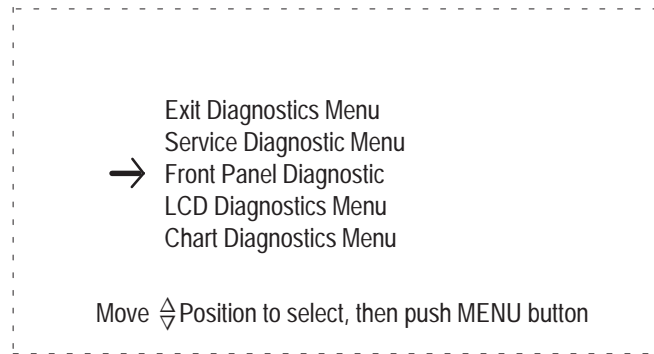 Exit Diagnostics Menu
Service Diagnostic Menu
→ Front Panel Diagnostic
LCD Diagnostics Menu
Chart Diagnostics Menu
Move △▽ Position to select, then push MENU button